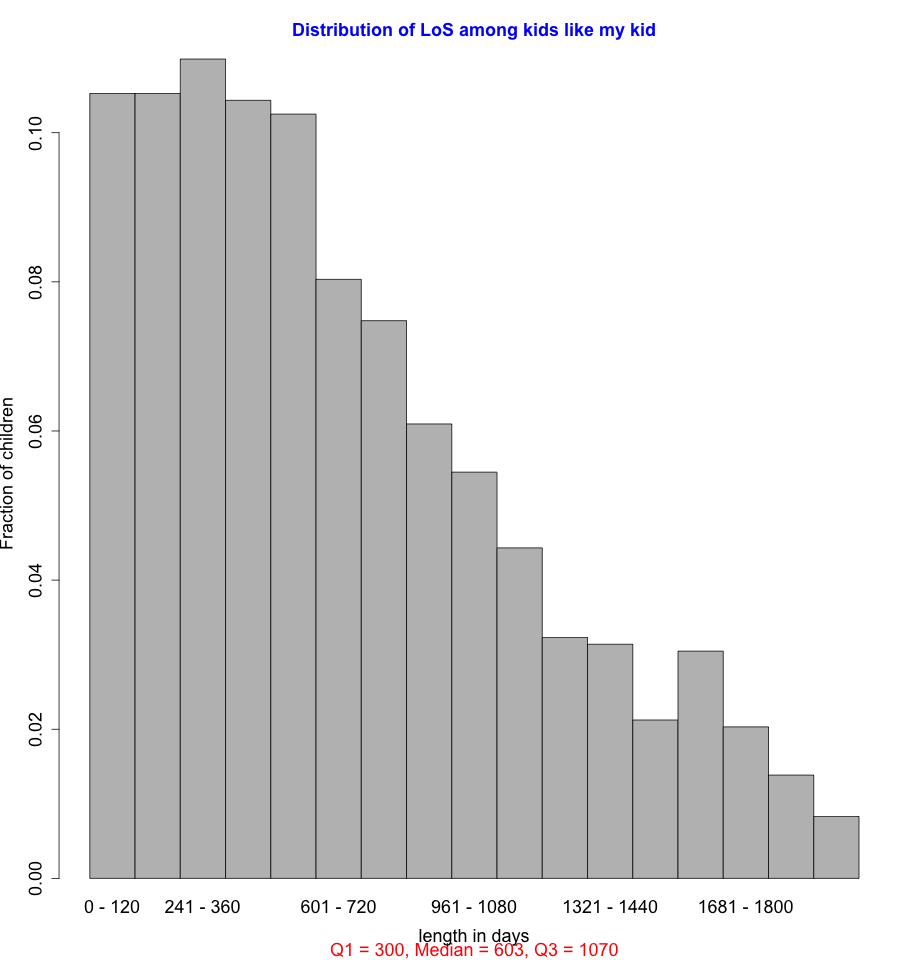 Distribution of LoS among kids like my kid
Fraction of children
0.10
0.08
0.06
0.04
0.02
0.00
0 - 120 241 - 360 601 - 720 961 - 1080 1321 - 1440 1681 - 1800
length in days
Q1 = 300, Median = 603, Q3 = 1070